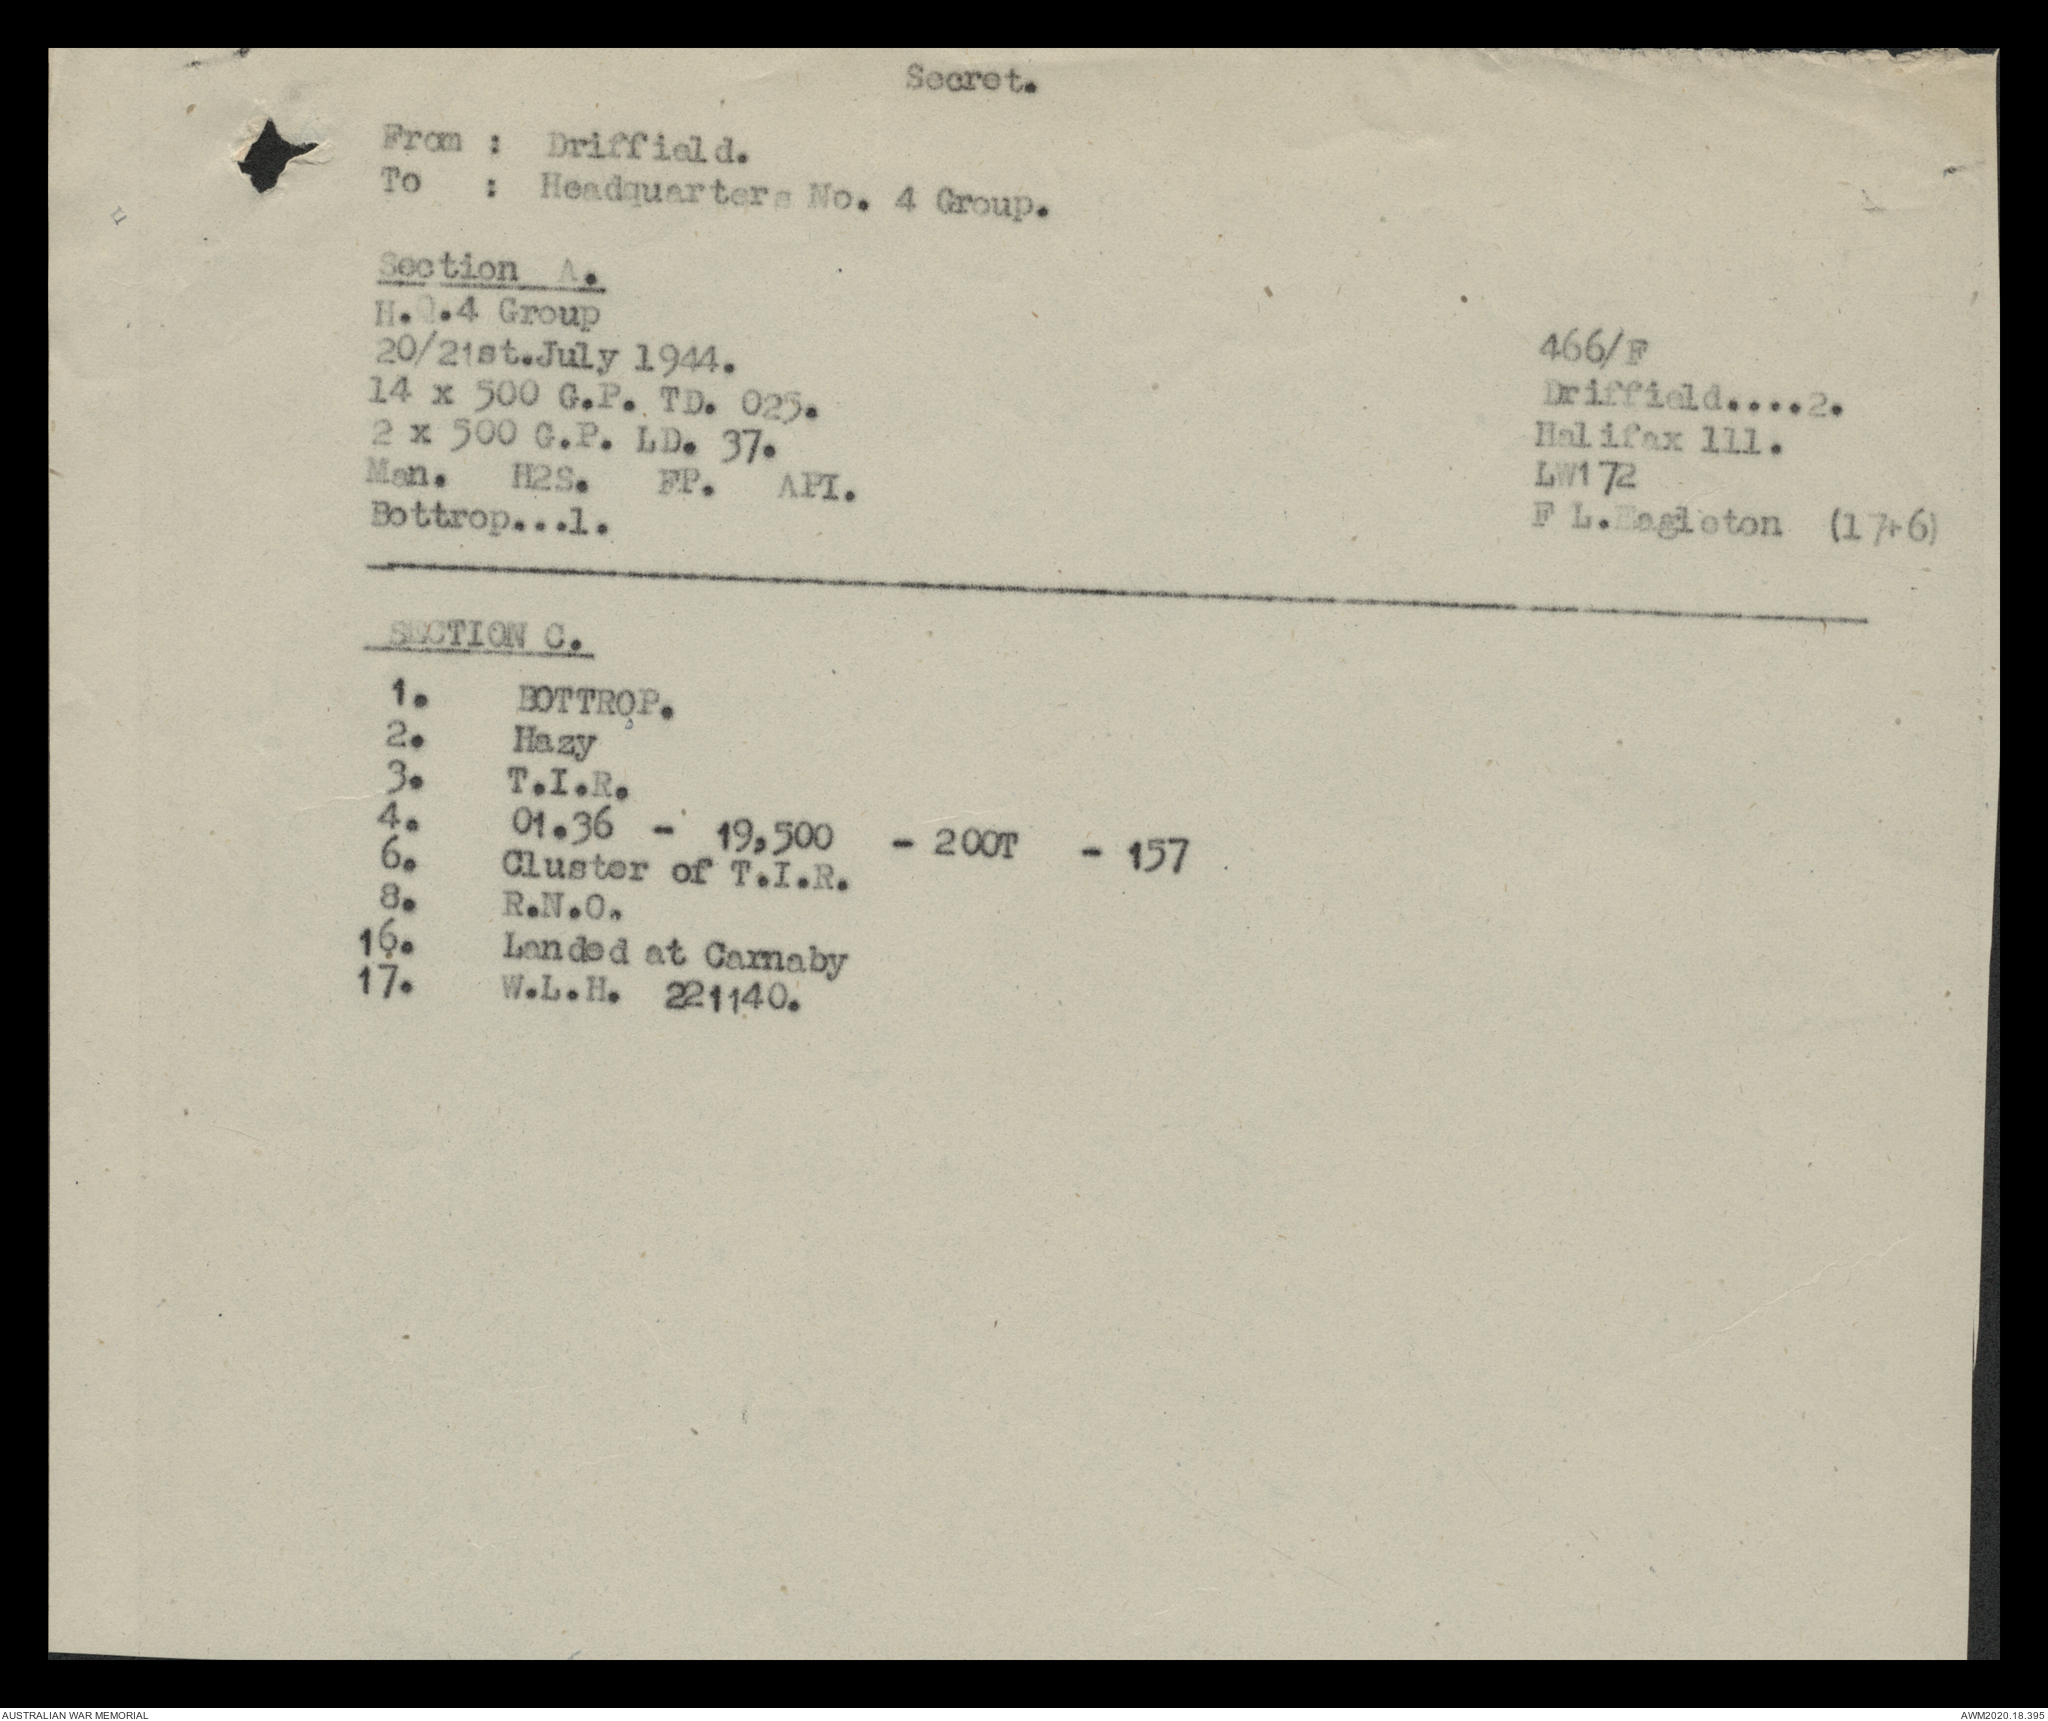 Secret.
From : Driffield.
To : Headquarters No. 4 Group.
Section A.
H.Q.4 Group
20/21st.July 1944.
14 x 500 G.P. TD. 025.
2 x 500 G.P. LD. 37.
Man. H2S. FP. API.
Bottrop...1.
466/F
Driffield....2.
Halifax 111.
LW172
F L.Eagleton (17+6)
SECTION C.
1. BOTTROP.
2. Hazy
3. T.I.R.
4. 01.36 - 19,500 - 200T - 157
6. Cluster of T.I.R.
8. R.N.O.
16. Landed at Carnaby
17. W.L.H. 221140.
AUSTRALIAN WAR MEMORIAL
AWM2020.18.395